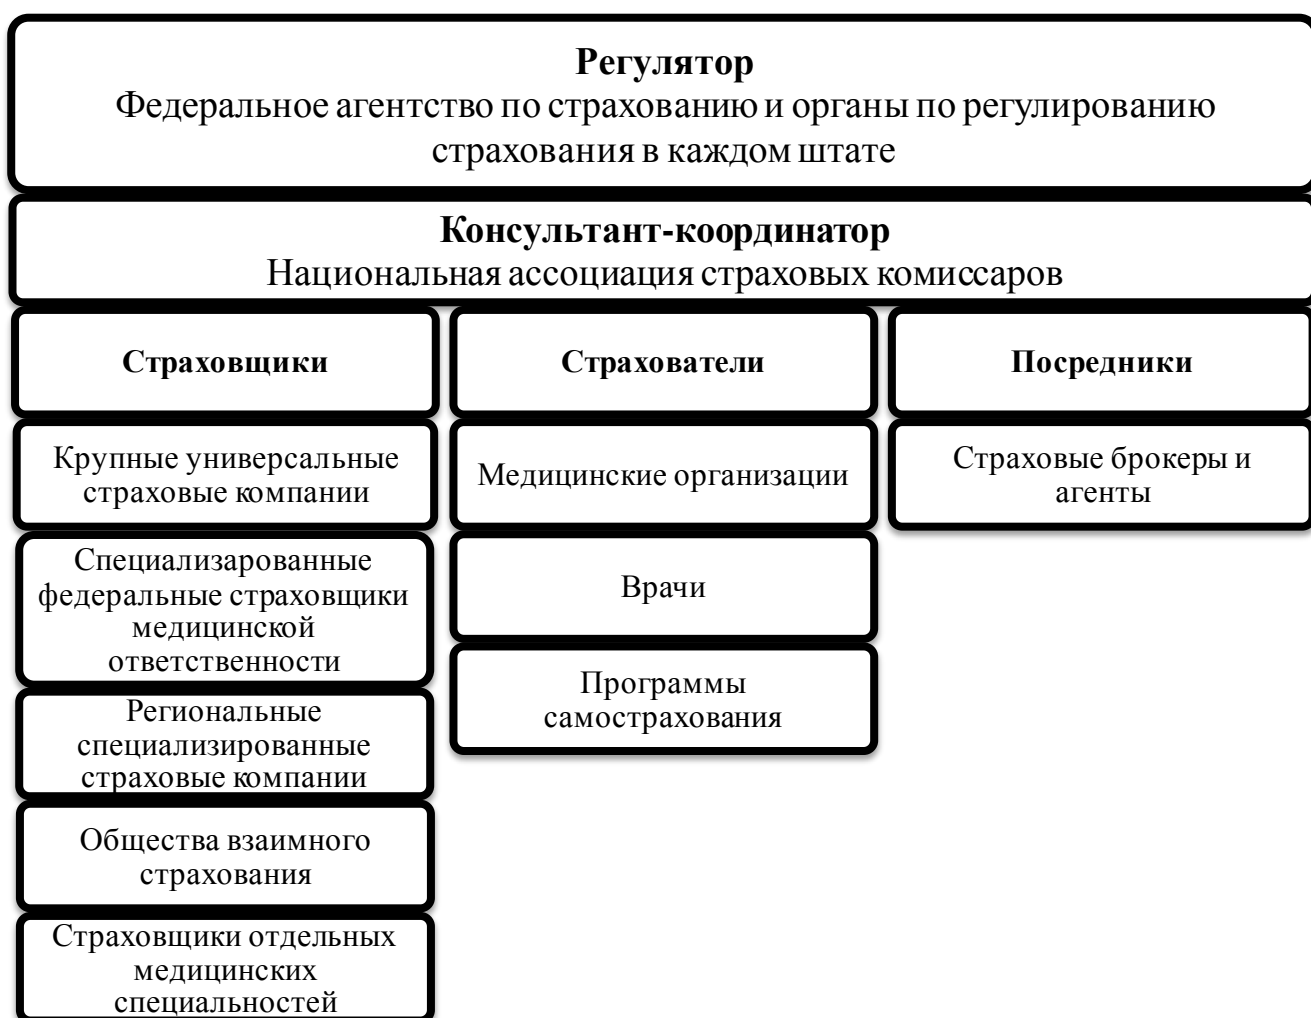 Регулятор
Федеральное агентство по страхованию и органы по регулированию
страхования в каждом штате
Консультант-координатор
Национальная ассоциация страховых комиссаров
Страховщики
Крупные универсальные
страховые компании
Специализарованные
федеральные страховщики
медицинской
ответственности
Региональные
специализированные
страховые компании
Общества взаимного
страхования
Страховщики отдельных
медицинских
специальностей
Страхователи
Медицинские организации
Врачи
Программы
самострахования
Посредники
Страховые брокеры и
агенты